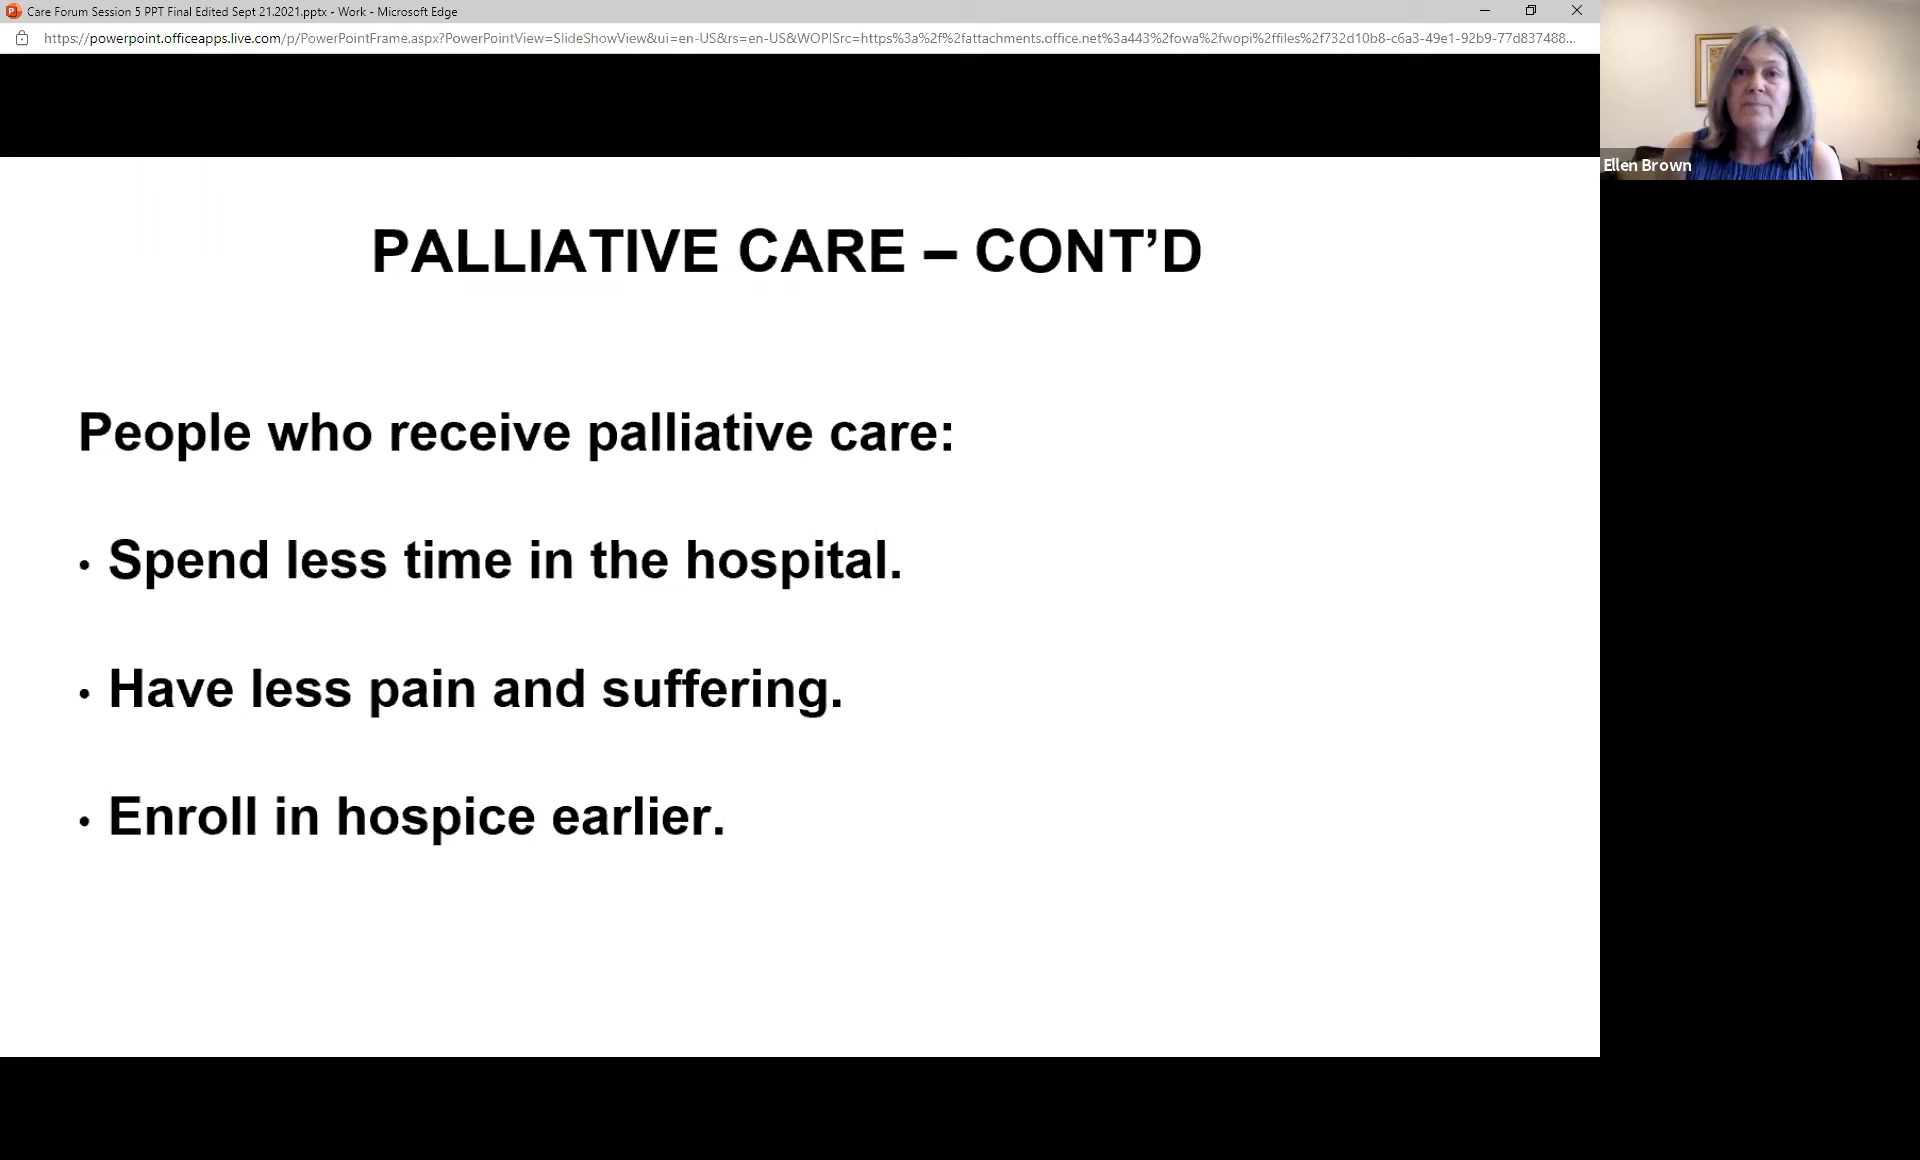 Care Forum Session 5 PPT Final Edited Sept 21.2021.pptx - Work - Microsoft Edge
https://powerpoint.officeapps.live.com/p/PowerPointFrame.aspx?PowerPointView=SlideShowView&ui=en-US&rs=en-US&WOPISrc=https%3a%2f%2fattachments.office.net%3a443%2fowa%2fwopi%2ffiles%2f732d10b8-c6a3-49e1-92b9-77d837488...
Ellen Brown
PALLIATIVE CARE – CONT’D
People who receive palliative care:
• Spend less time in the hospital.
• Have less pain and suffering.
• Enroll in hospice earlier.